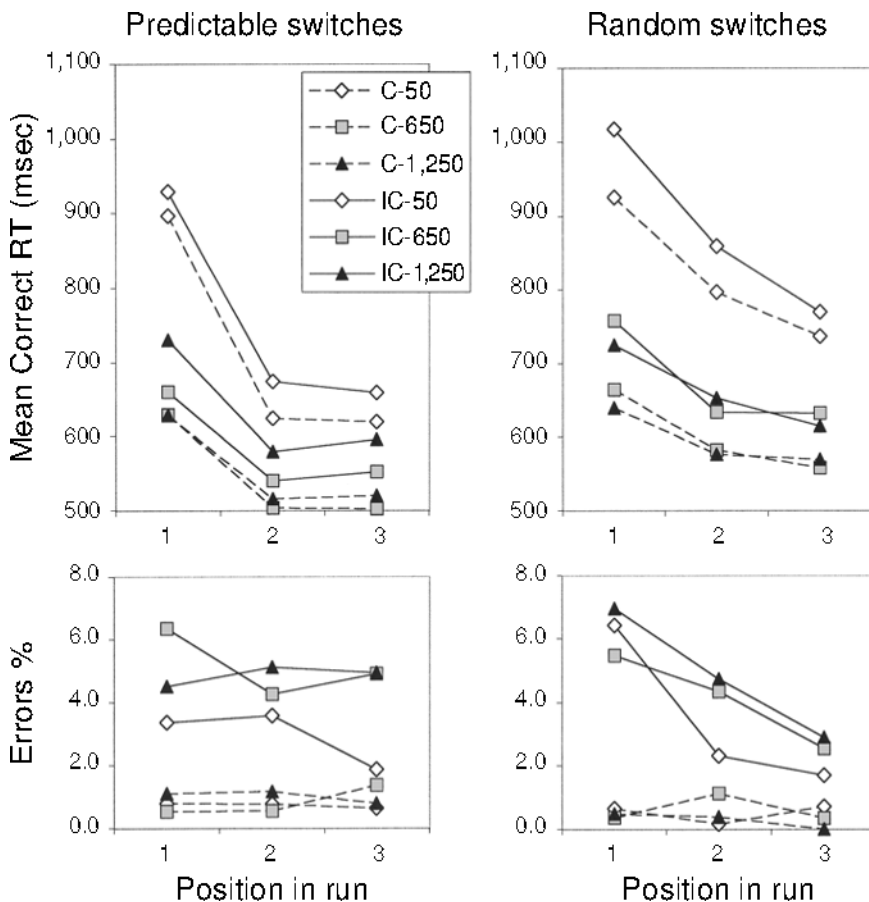 Predictable switches
Random switches
Mean Correct RT (msec)
1,100
1,000
900
800
700
600
500
1 2 3
C-50
C-650
C-1,250
IC-50
IC-650
IC-1,250
1,100
1,000
900
800
700
600
500
1 2 3
Errors %
8.0
6.0
4.0
2.0
0.0
1 2 3
Position in run
8.0
6.0
4.0
2.0
0.0
1 2 3
Position in run